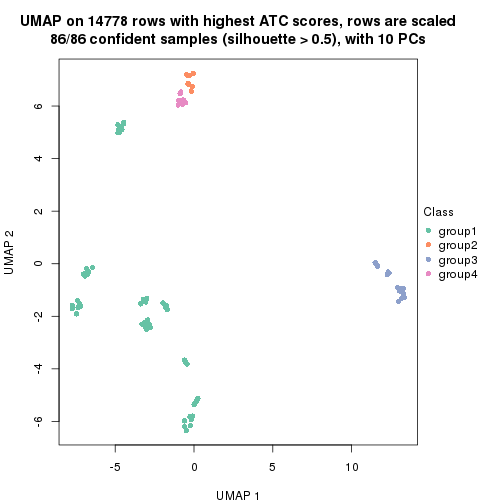 UMAP on 14778 rows with highest ATC scores, rows are scaled
86/86 confident samples (silhouette > 0.5), with 10 PCs
6
4
2
0
-2
-4
-6
UMAP 2
-5
0
5
10
UMAP 1
Class
group1
group2
group3
group4